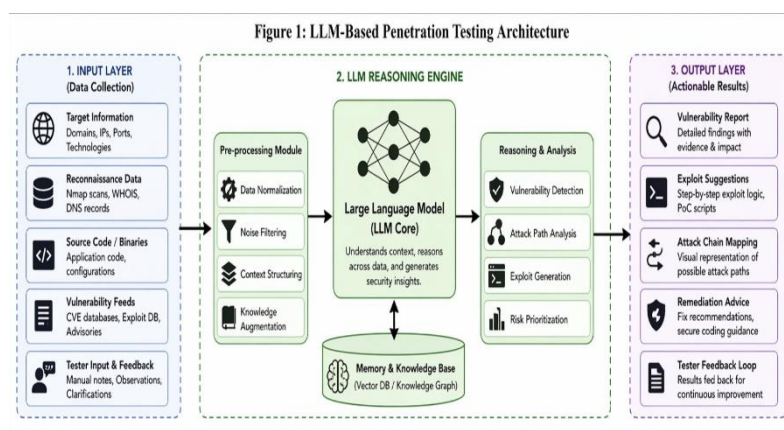 Figure 1: LLM-Based Penetration Testing Architecture
1. INPUT LAYER
(Data Collection)
Target Information
Domains, IPs, Ports,
Technologies
Reconnaissance Data
Nmap scans, WHOIS,
DNS records
Source Code / Binaries
Application code,
configurations
Vulnerability Feeds
CVE databases, Exploit DB,
Advisories
Tester Input & Feedback
Manual notes, Observations,
Clarifications
2. LLM REASONING ENGINE
Pre-processing Module
Data Normalization
Noise Filtering
Context Structuring
Knowledge
Augmentation
Large Language Model
(LLM Core)
Understands context, reasons
across data, and generates
security insights.
Memory & Knowledge Base
(Vector DB / Knowledge Graph)
Reasoning & Analysis
Vulnerability Detection
Attack Path Analysis
Exploit Generation
Risk Prioritization
3. OUTPUT LAYER
(Actionable Results)
Vulnerability Report
Detailed findings with
evidence & impact
Exploit Suggestions
Step-by-step exploit logic,
PoC scripts
Attack Chain Mapping
Visual representation of
possible attack paths
Remediation Advice
Fix recommendations,
secure coding guidance
Tester Feedback Loop
Results fed back for
continuous improvement